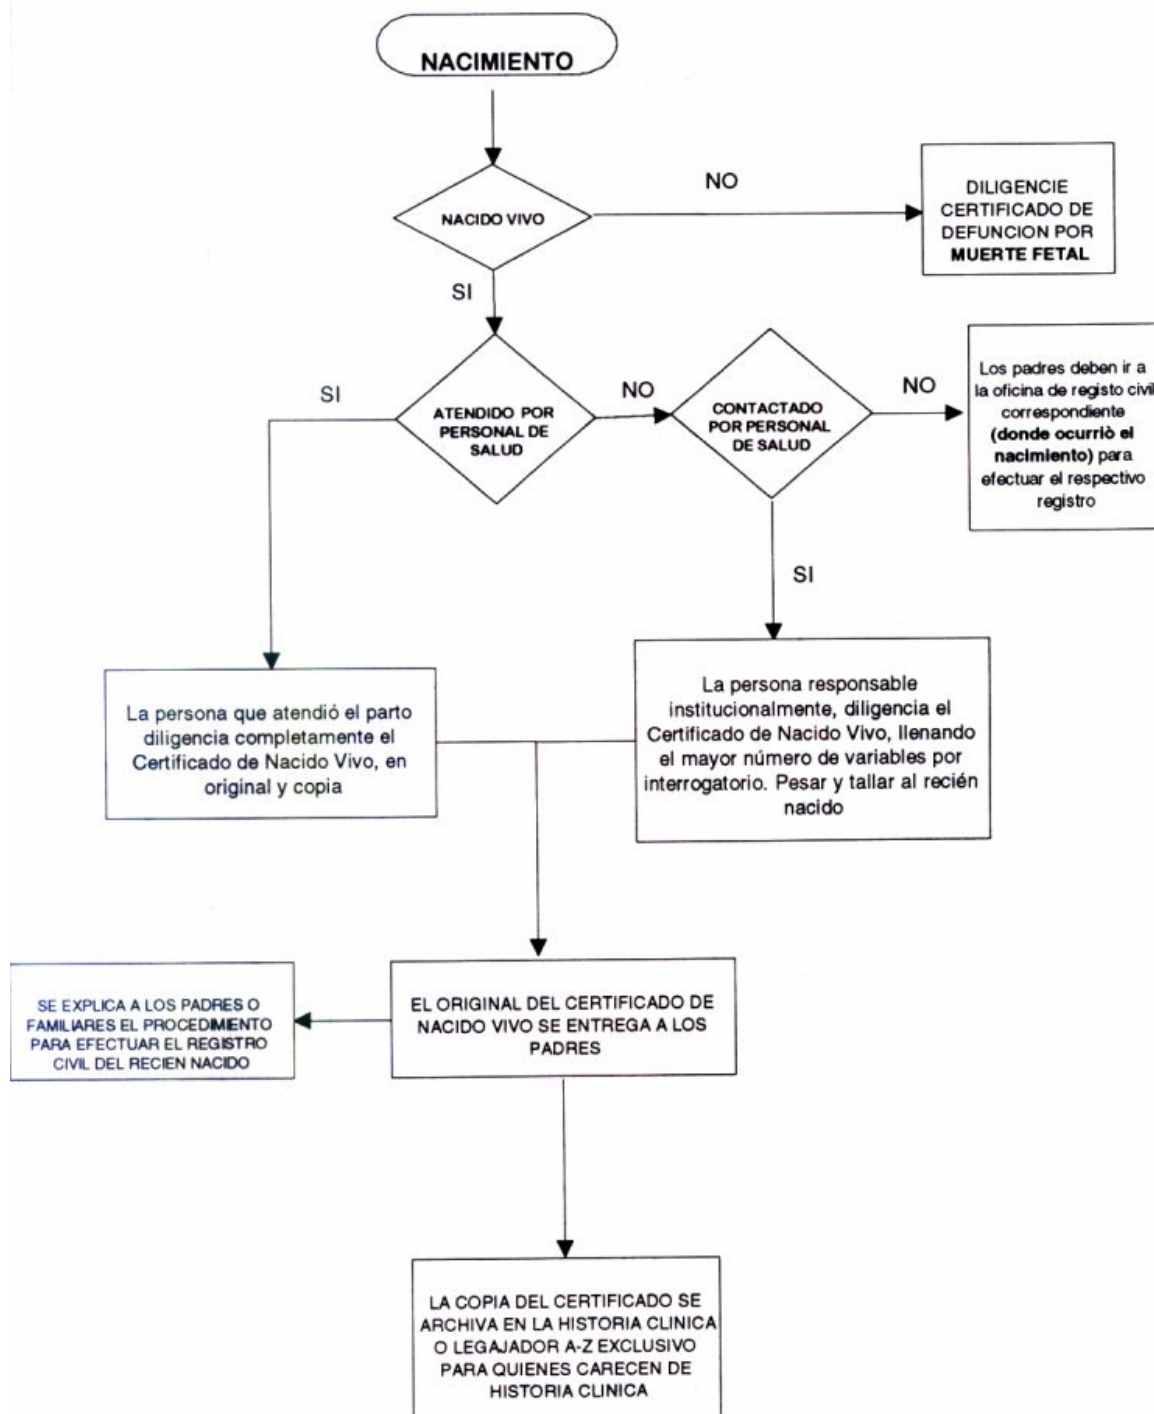 NACIMIENTO
NO
NACIDO VIVO
DILIGENCIE
CERTIFICADO DE
DEFUNCION POR
MUERTE FETAL
SI
SI
ATENDIDO POR
PERSONAL DE
SALUD
NO
CONTACTADO
POR PERSONAL
DE SALUD
NO
Los padres deben ir a
la oficina de registo civil
correspondiente
(donde ocurriò el
nacimiento) para
efectuar el respectivo
registro
SI
La persona que atendió el parto
diligencia completamente el
Certificado de Nacido Vivo, en
original y copia
La persona responsable
institucionalmente, diligencia el
Certificado de Nacido Vivo, llenando
el mayor número de variables por
interrogatorio. Pesar y tallar al recién
nacido
SE EXPLICA A LOS PADRES O
FAMILIARES EL PROCEDIMIENTO
PARA EFECTUAR EL REGISTRO
CIVIL DEL RECIEN NACIDO
EL ORIGINAL DEL CERTIFICADO DE
NACIDO VIVO SE ENTREGA A LOS
PADRES
LA COPIA DEL CERTIFICADO SE
ARCHIVA EN LA HISTORIA CLINICA
O LEGAJADOR A-Z EXCLUSIVO
PARA QUIENES CARECEN DE
HISTORIA CLINICA